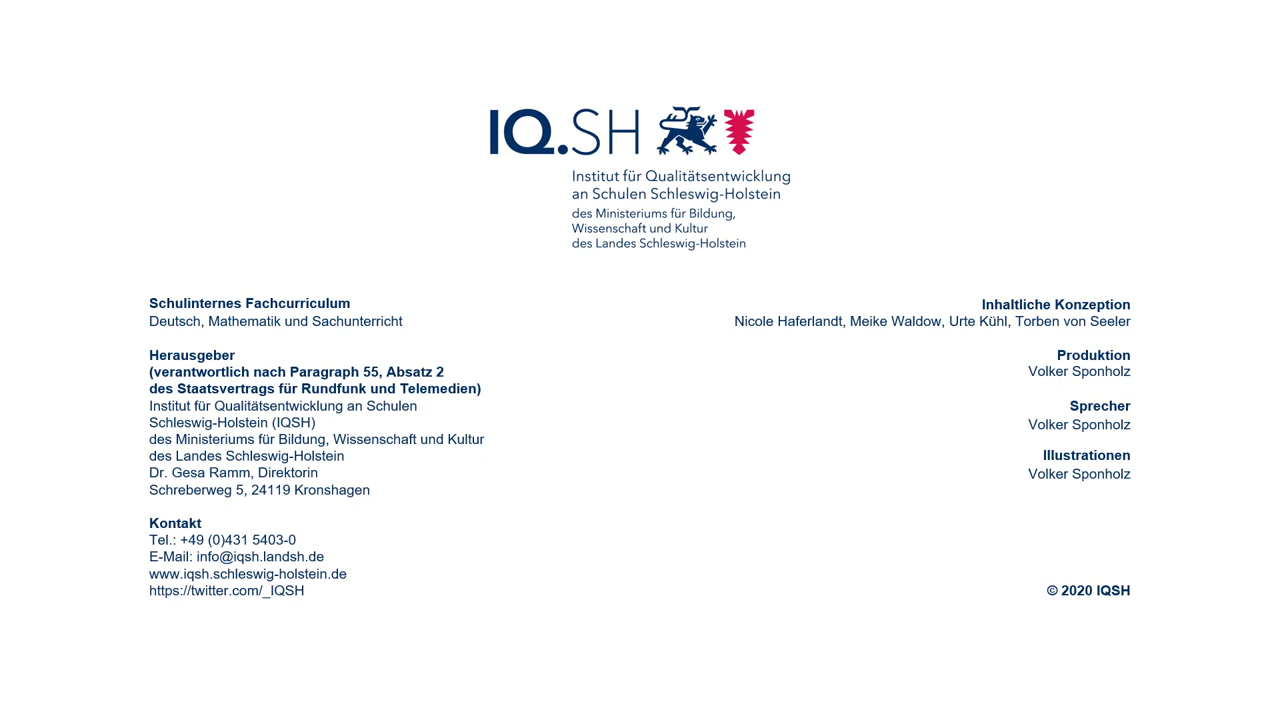 IQ.SH
Institut für Qualitätsentwicklung
an Schulen Schleswig-Holstein
des Ministeriums für Bildung,
Wissenschaft und Kultur
des Landes Schleswig-Holstein
Schulinternes Fachcurriculum
Deutsch, Mathematik und Sachunterricht
Herausgeber
(verantwortlich nach Paragraph 55, Absatz 2
des Staatsvertrags für Rundfunk und Telemedien)
Institut für Qualitätsentwicklung an Schulen
Schleswig-Holstein (IQSH)
des Ministeriums für Bildung, Wissenschaft und Kultur
des Landes Schleswig-Holstein
Dr. Gesa Ramm, Direktorin
Schreberweg 5, 24119 Kronshagen
Kontakt
Tel.: +49 (0)431 5403-0
E-Mail: info@iqsh.landsh.de
www.iqsh.schleswig-holstein.de
https://twitter.com/_IQSH
Inhaltliche Konzeption
Nicole Haferlandt, Meike Waldow, Urte Kühl, Torben von Seeler
Produktion
Volker Sponholz
Sprecher
Volker Sponholz
Illustrationen
Volker Sponholz
© 2020 IQSH